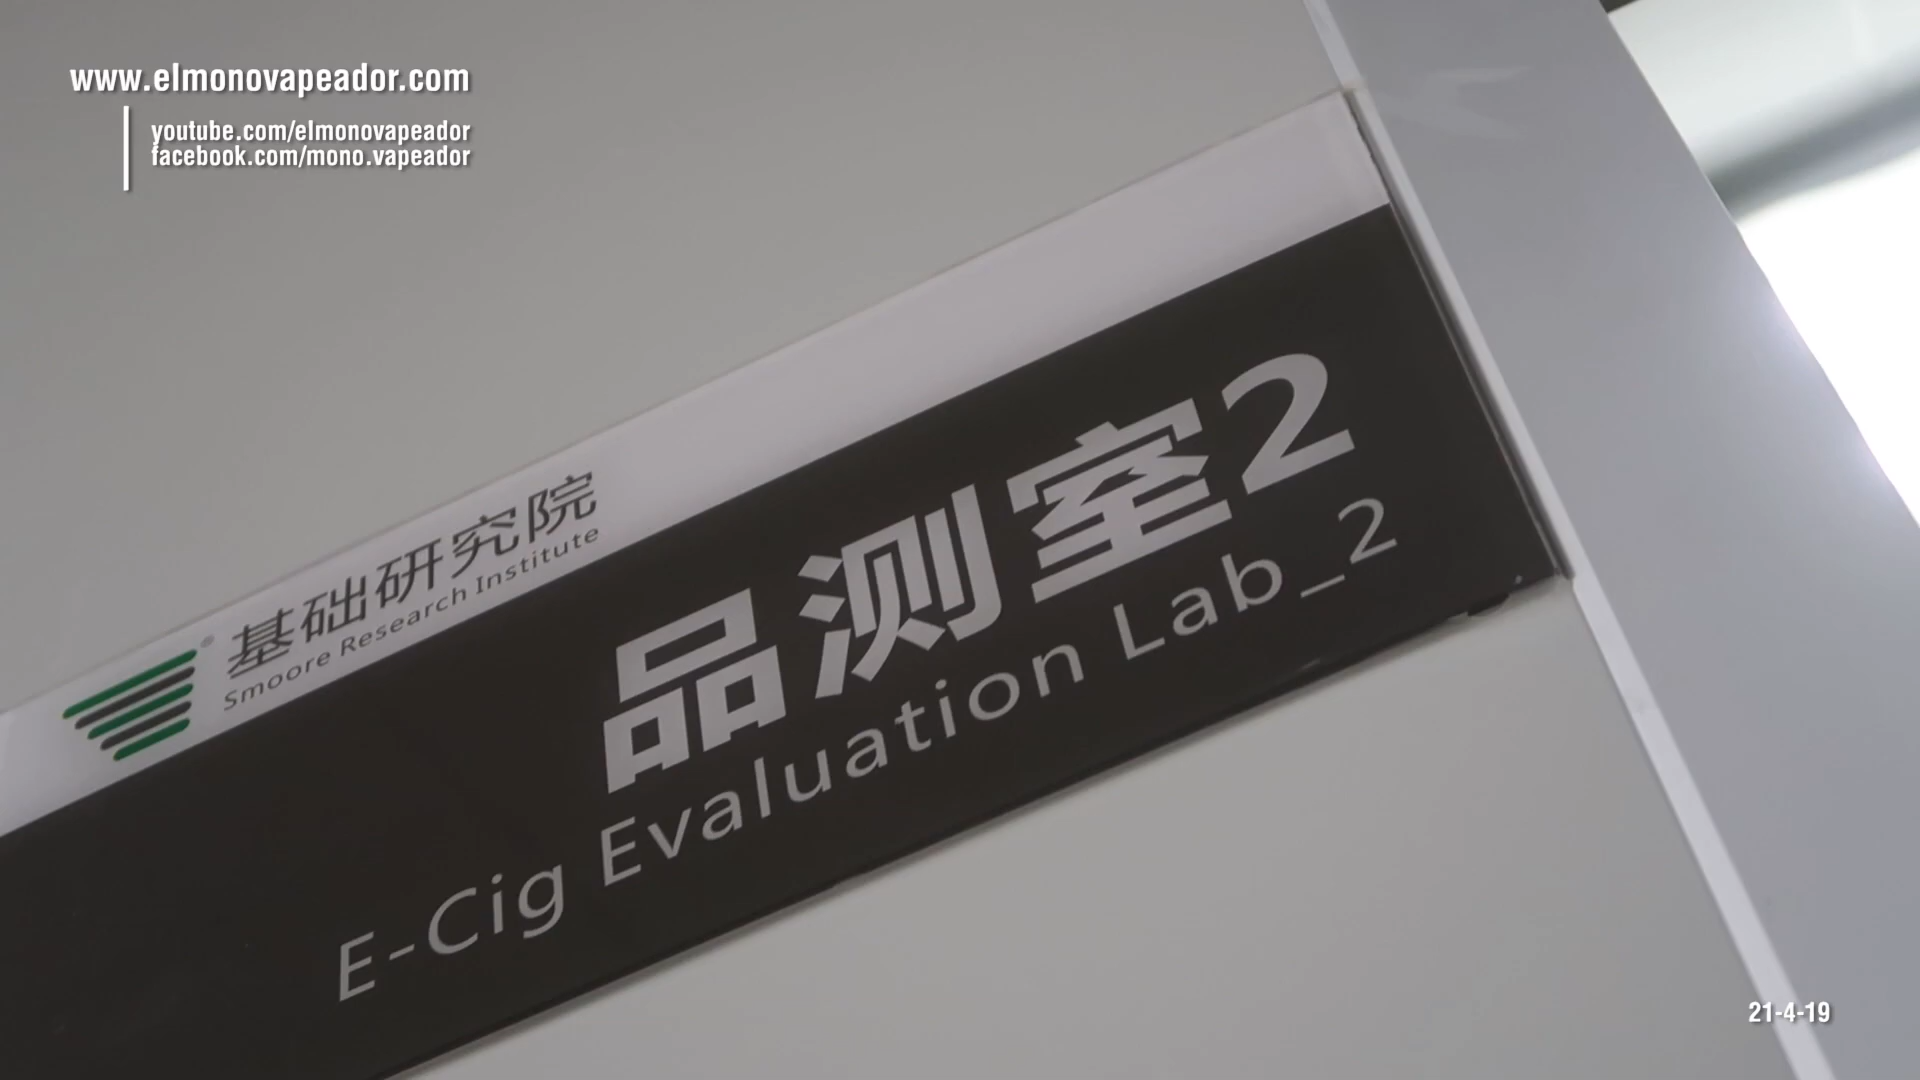 www.elmonovapeador.com
youtube.com/elmonovapeador
facebook.com/mono.vapeador
基础研究院
Smoore Research Institute
品测室2
E-Cig Evaluation Lab_2
21-4-19